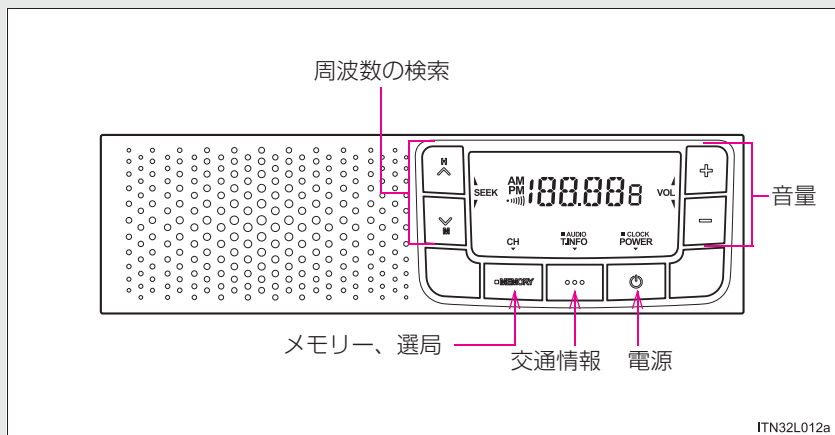 周波数の検索
H
SEEK
AM
PM
188.888
VOL
音量
M
CH
■AUDIO
T.INFO
■CLOCK
POWER
MEMORY
メモリー、選局
交通情報
電源
ITN32L012a